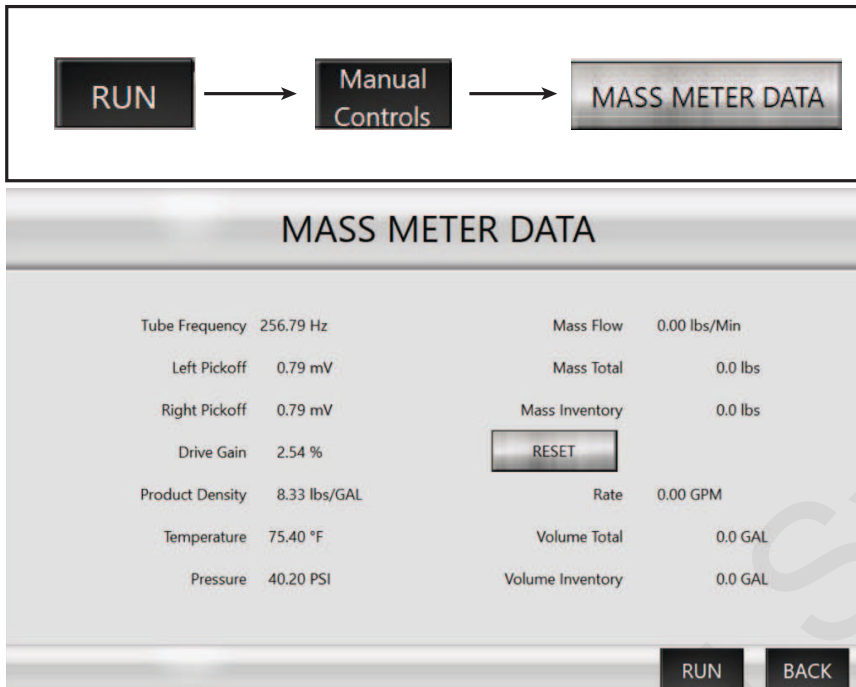 RUN
Manual
Controls
MASS METER DATA
MASS METER DATA
Tube Frequency 256.79 Hz
Left Pickoff 0.79 mV
Right Pickoff 0.79 mV
Drive Gain 2.54 %
Product Density 8.33 lbs/GAL
Temperature 75.40 °F
Pressure 40.20 PSI
Mass Flow 0.00 lbs/Min
Mass Total 0.0 lbs
Mass Inventory 0.0 lbs
RESET
Rate 0.00 GPM
Volume Total 0.0 GAL
Volume Inventory 0.0 GAL
RUN
BACK